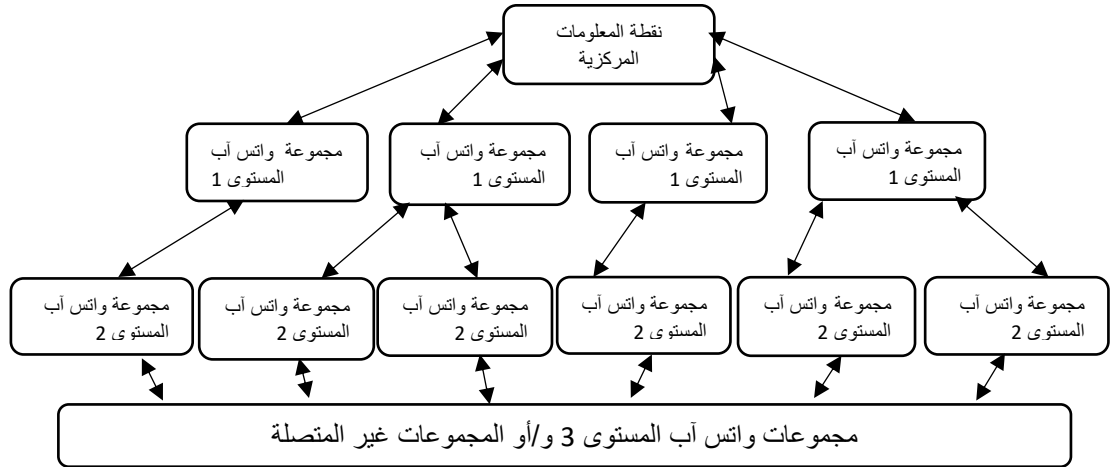 نقطة المعلومات
المركزية
مجموعة واتس آب
المستوى 1
مجموعة واتس آب
المستوى 1
مجموعة واتس آب
المستوى 1
مجموعة واتس آب
المستوى 1
مجموعة واتس آب
المستوى 2
مجموعة واتس آب
المستوى 2
مجموعة واتس آب
المستوى 2
مجموعة واتس آب
المستوى 2
مجموعة واتس آب
المستوى 2
مجموعة واتس آب
المستوى 2
مجموعات واتس آب المستوى 3 و/أو المجموعات غير المتصلة